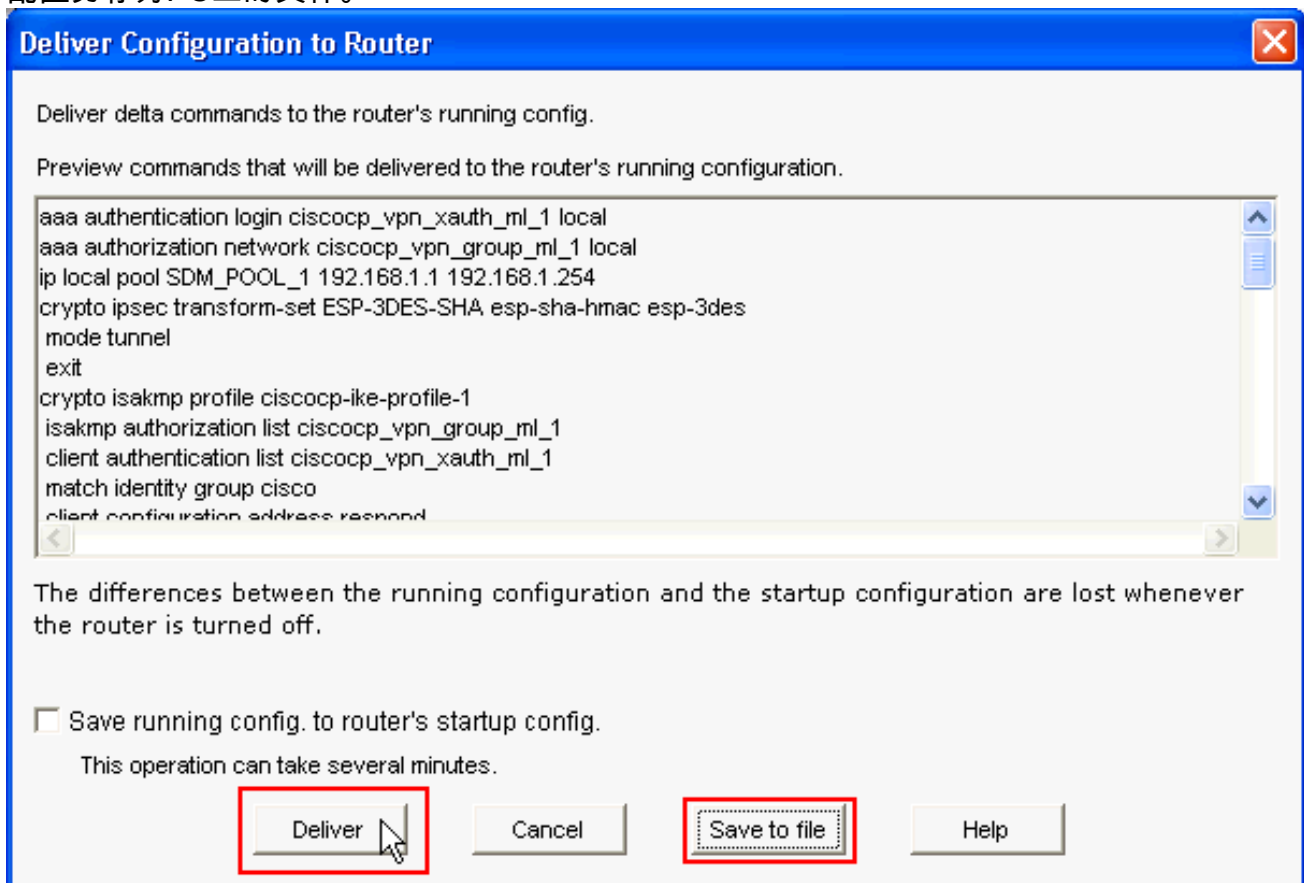 Deliver Configuration to Router
Deliver delta commands to the router's running config.
Preview commands that will be delivered to the router's running configuration.
aaa authentication login ciscocp_vpn_xauth_ml_1 local
aaa authorization network ciscocp_vpn_group_ml_1 local
ip local pool SDM_POOL_1 192.168.1.1 192.168.1.254
crypto ipsec transform-set ESP-3DES-SHA esp-sha-hmac esp-3des
mode tunnel
exit
crypto isakmp profile ciscocp-ike-profile-1
isakmp authorization list ciscocp_vpn_group_ml_1
client authentication list ciscocp_vpn_xauth_ml_1
match identity group cisco
client configuration address respond
The differences between the running configuration and the startup configuration are lost whenever
the router is turned off.
Save running config. to router's startup config.
This operation can take several minutes.
Deliver
Cancel
Save to file
Help